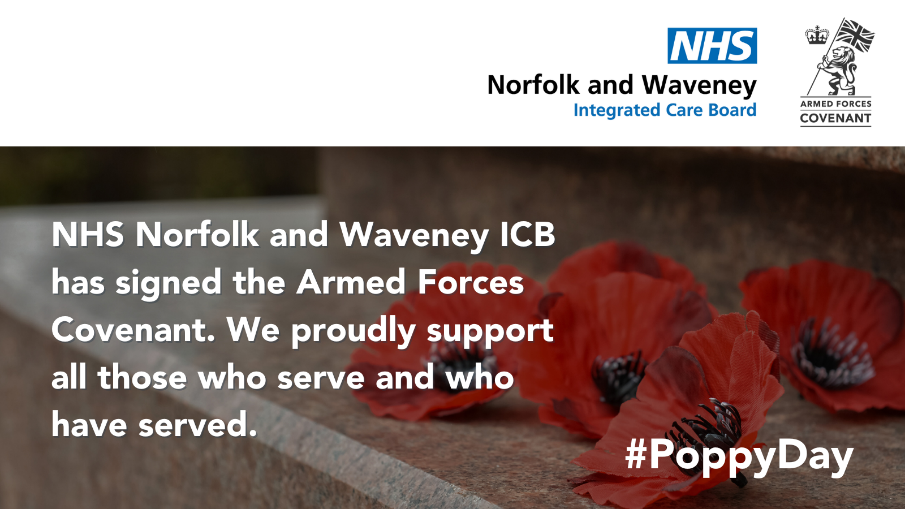 NHS
Norfolk and Waveney
Integrated Care Board
ARMED FORCES
COVENANT
NHS Norfolk and Waveney ICB
has signed the Armed Forces
Covenant. We proudly support
all those who serve and who
have served.
#PoppyDay